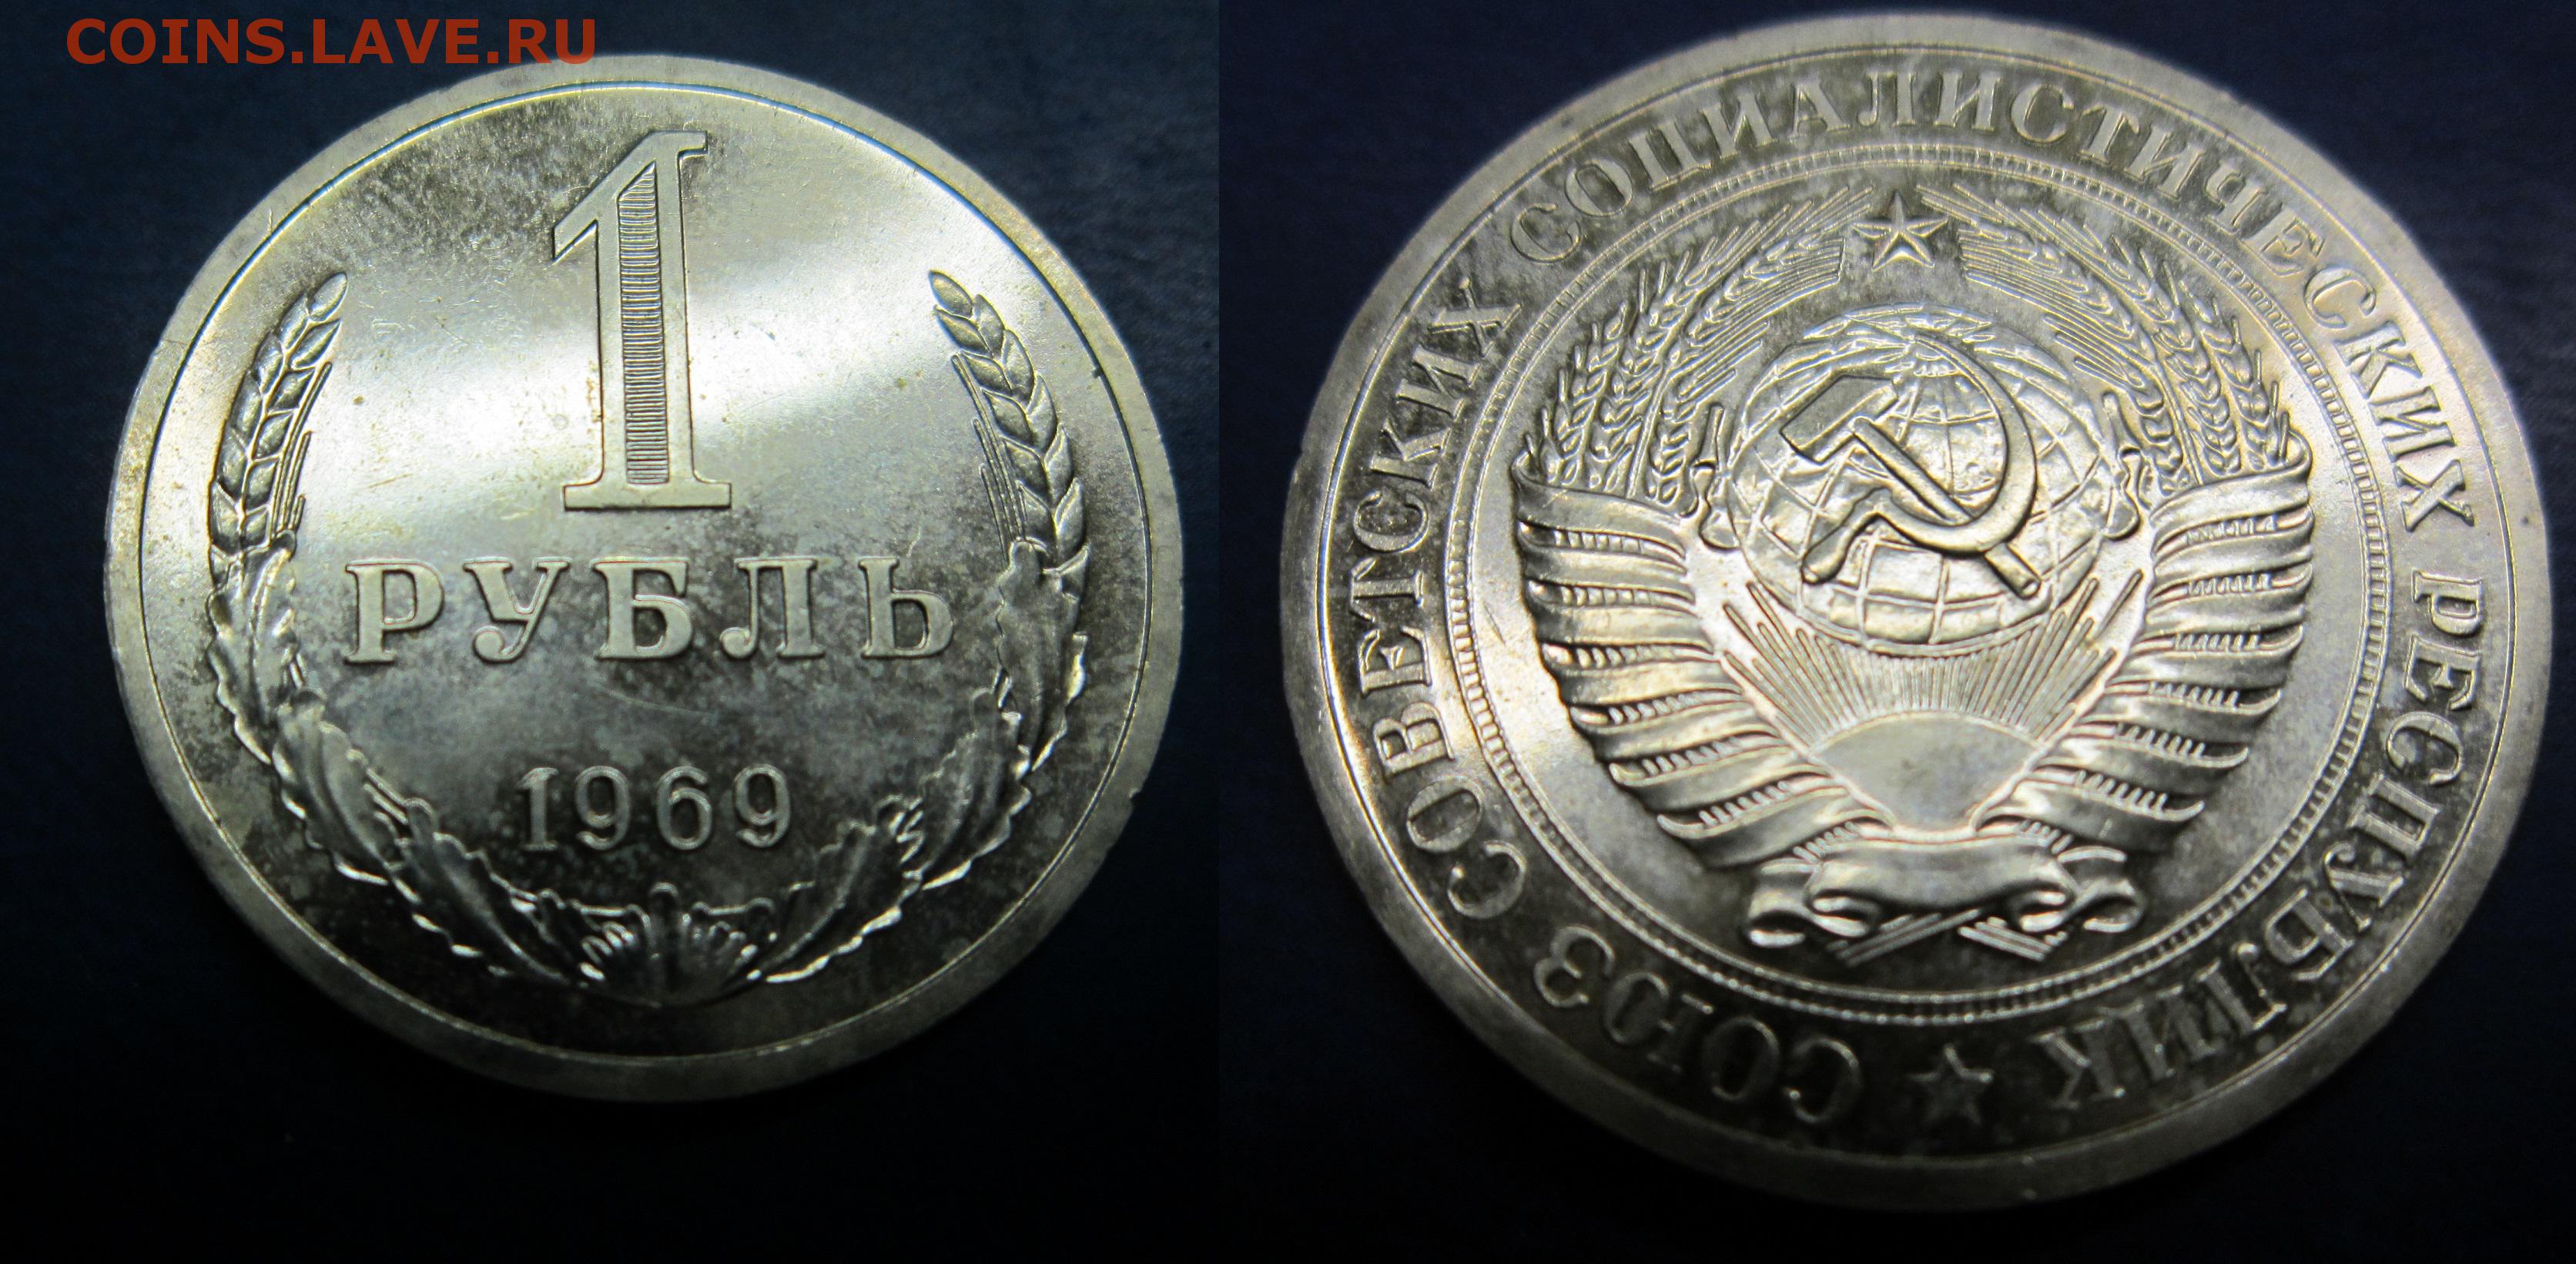 COINS.LAVE.RU
1
РУБЛЬ
1969
СОЮЗ СОВЕТСКИХ СОЦИАЛИСТИЧЕСКИХ РЕСПУБЛИК